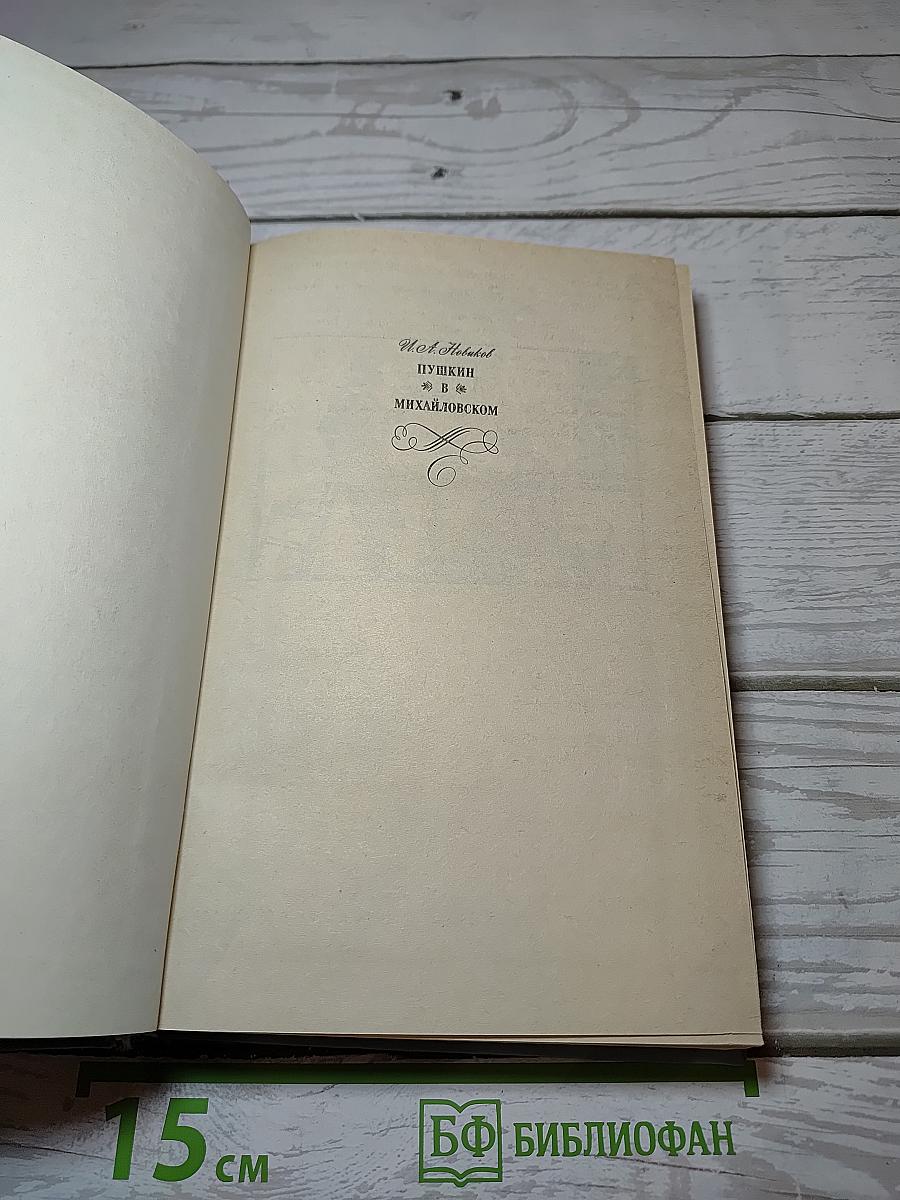 И. А. Новиков
ПУШКИН
В
МИХАЙЛОВСКОМ
15 см
БФ БИБЛИОФАН